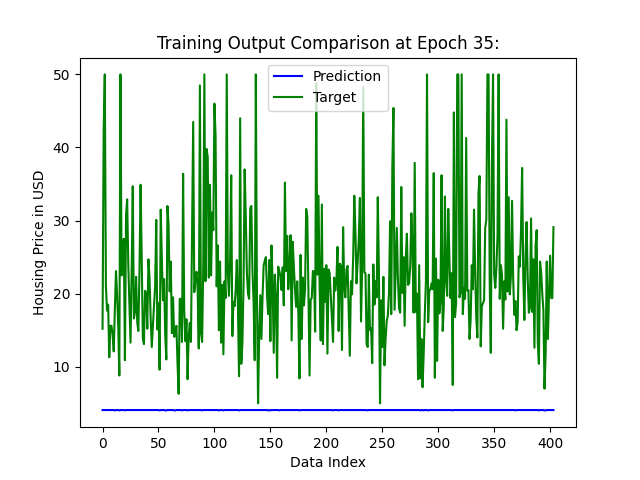 Training Output Comparison at Epoch 35:
Prediction
Target
Housing Price in USD
50
40
30
20
10
0 50 100 150 200 250 300 350 400
Data Index